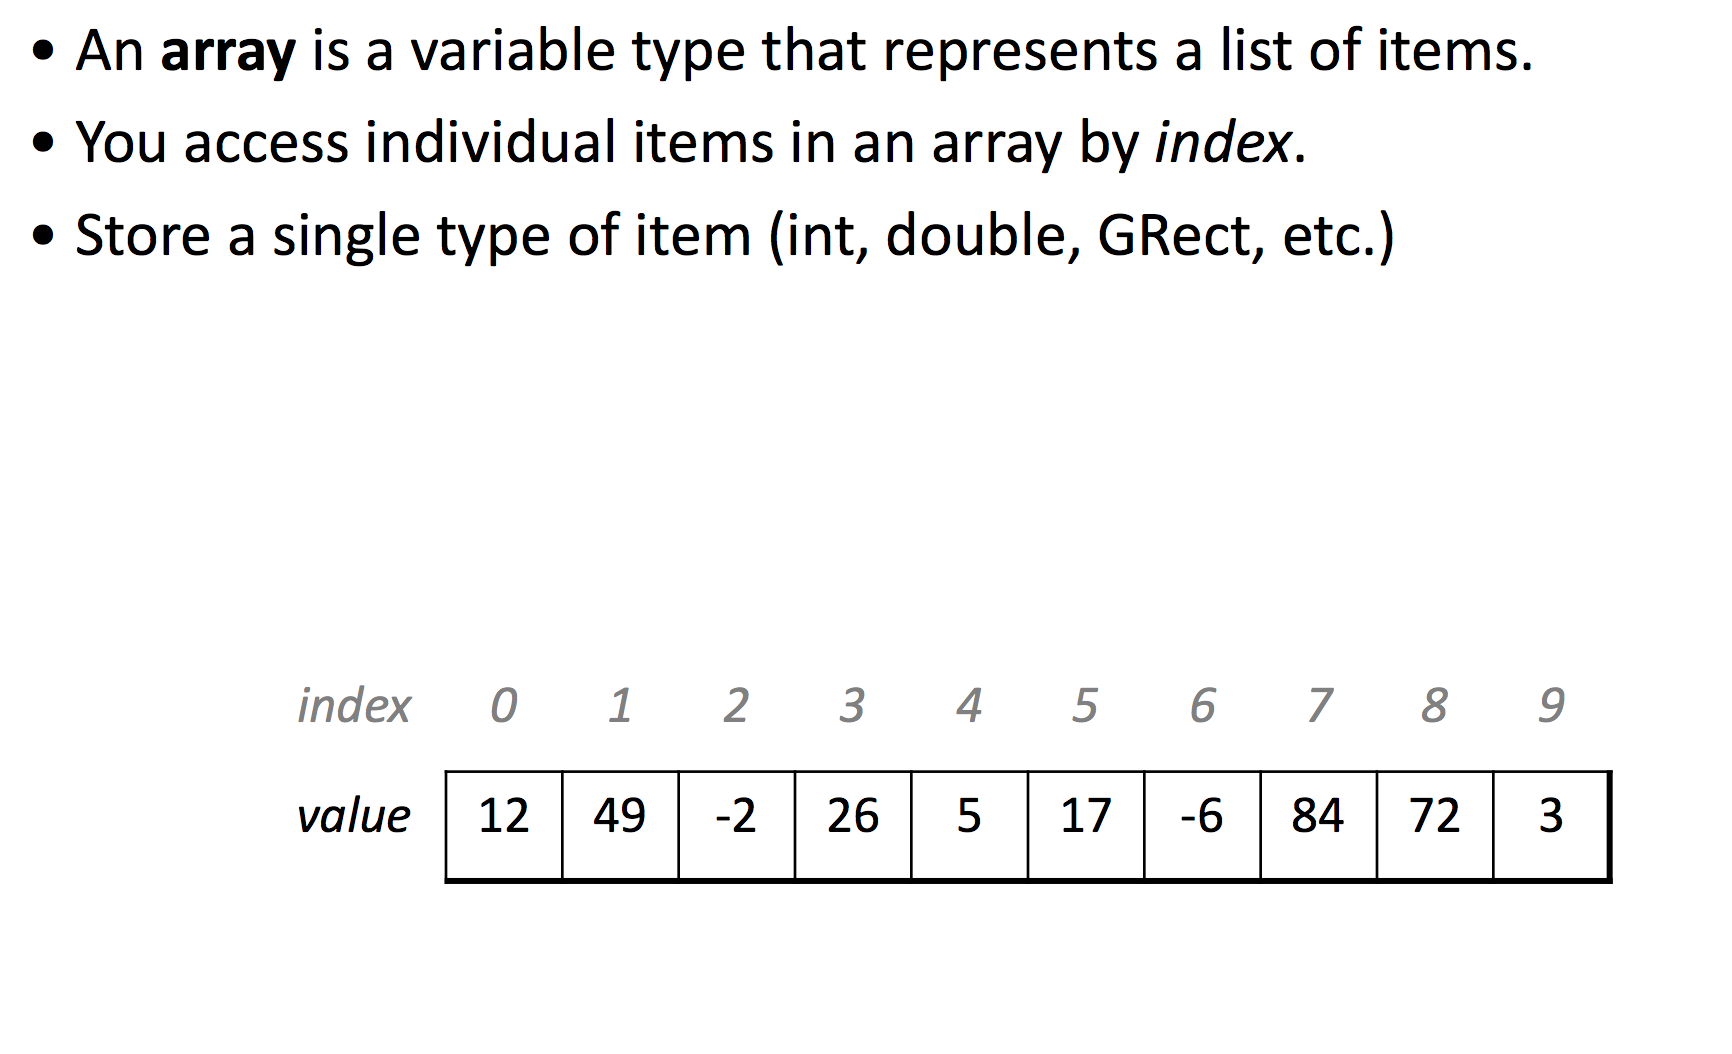 • An array is a variable type that represents a list of items.
• You access individual items in an array by index.
• Store a single type of item (int, double, GRect, etc.)
index 0 1 2 3 4 5 6 7 8 9
value 12 49 -2 26 5 17 -6 84 72 3